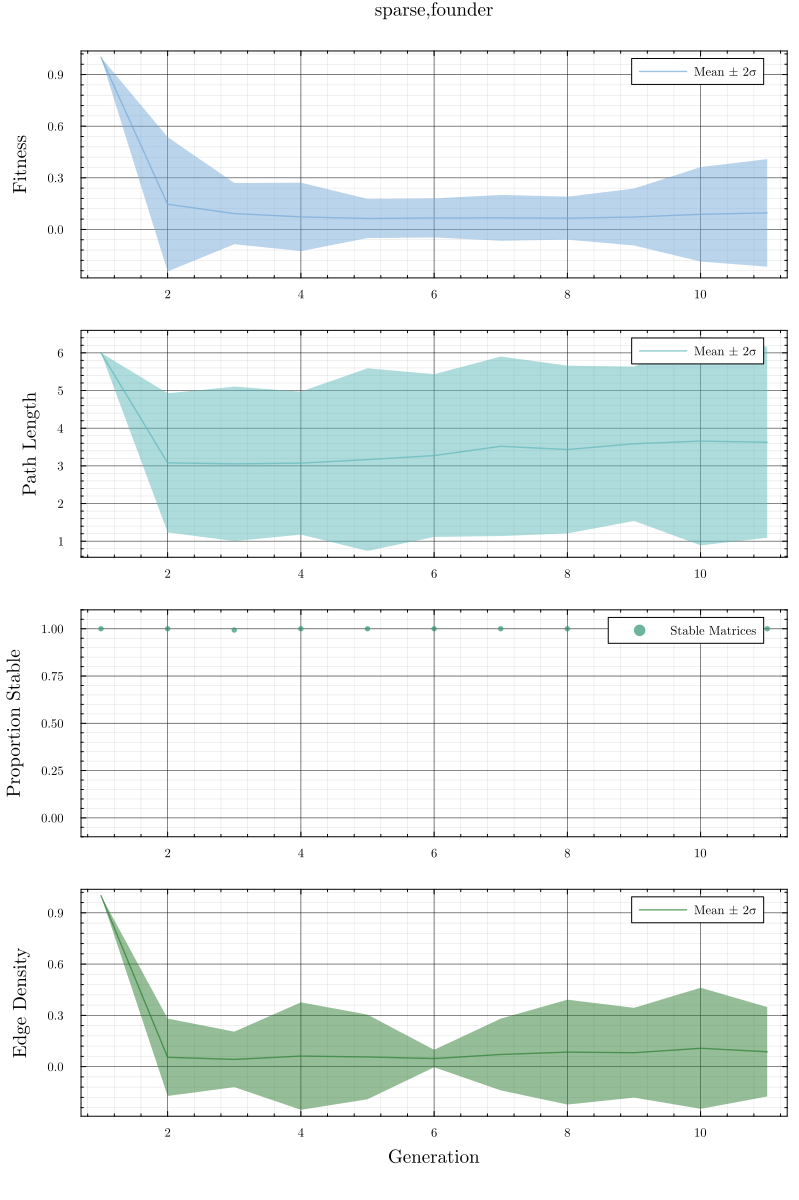 sparse,founder
Fitness
0.9
0.6
0.3
0.0
Mean ± 2σ
2 4 6 8 10
Path Length
6
5
4
3
2
1
Mean ± 2σ
2 4 6 8 10
Proportion Stable
1.00
0.75
0.50
0.25
0.00
Stable Matrices
2 4 6 8 10
Edge Density
0.9
0.6
0.3
0.0
Mean ± 2σ
2 4 6 8 10
Generation